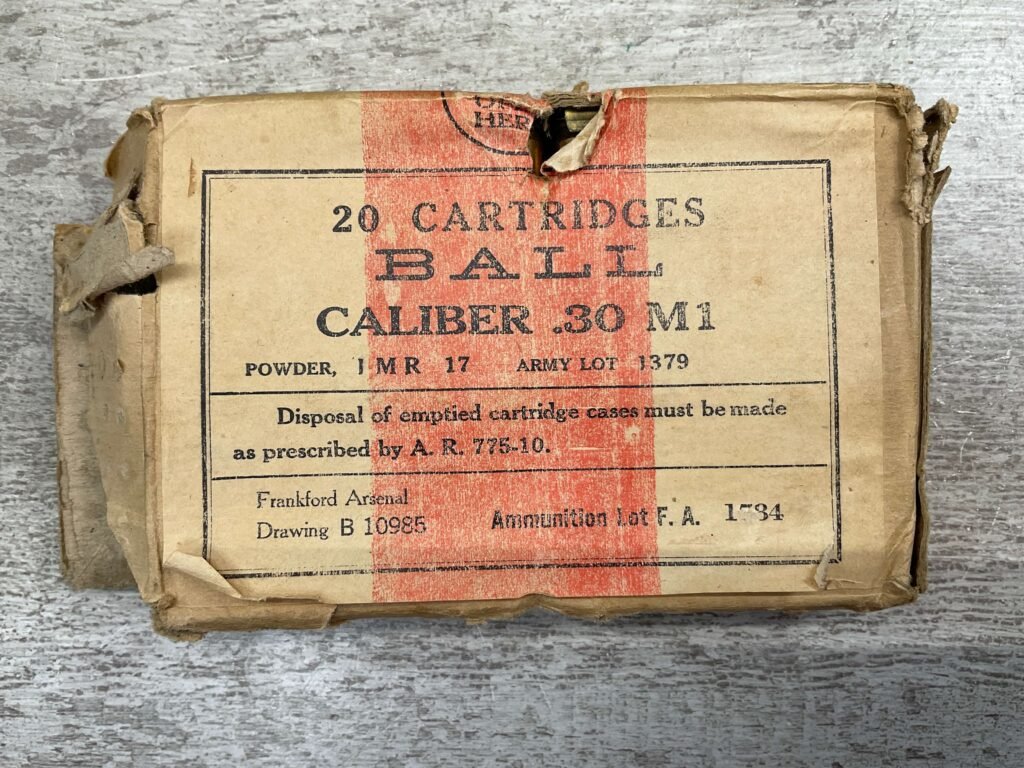 HER
20 CARTRIDGES
BALL
CALIBER .30 M1
POWDER, I M R 17 ARMY LOT 1379
Disposal of emptied cartridge cases must be made
as prescribed by A. R. 775-10.
Frankford Arsenal
Drawing B 10985
Ammunition Lot F. A.